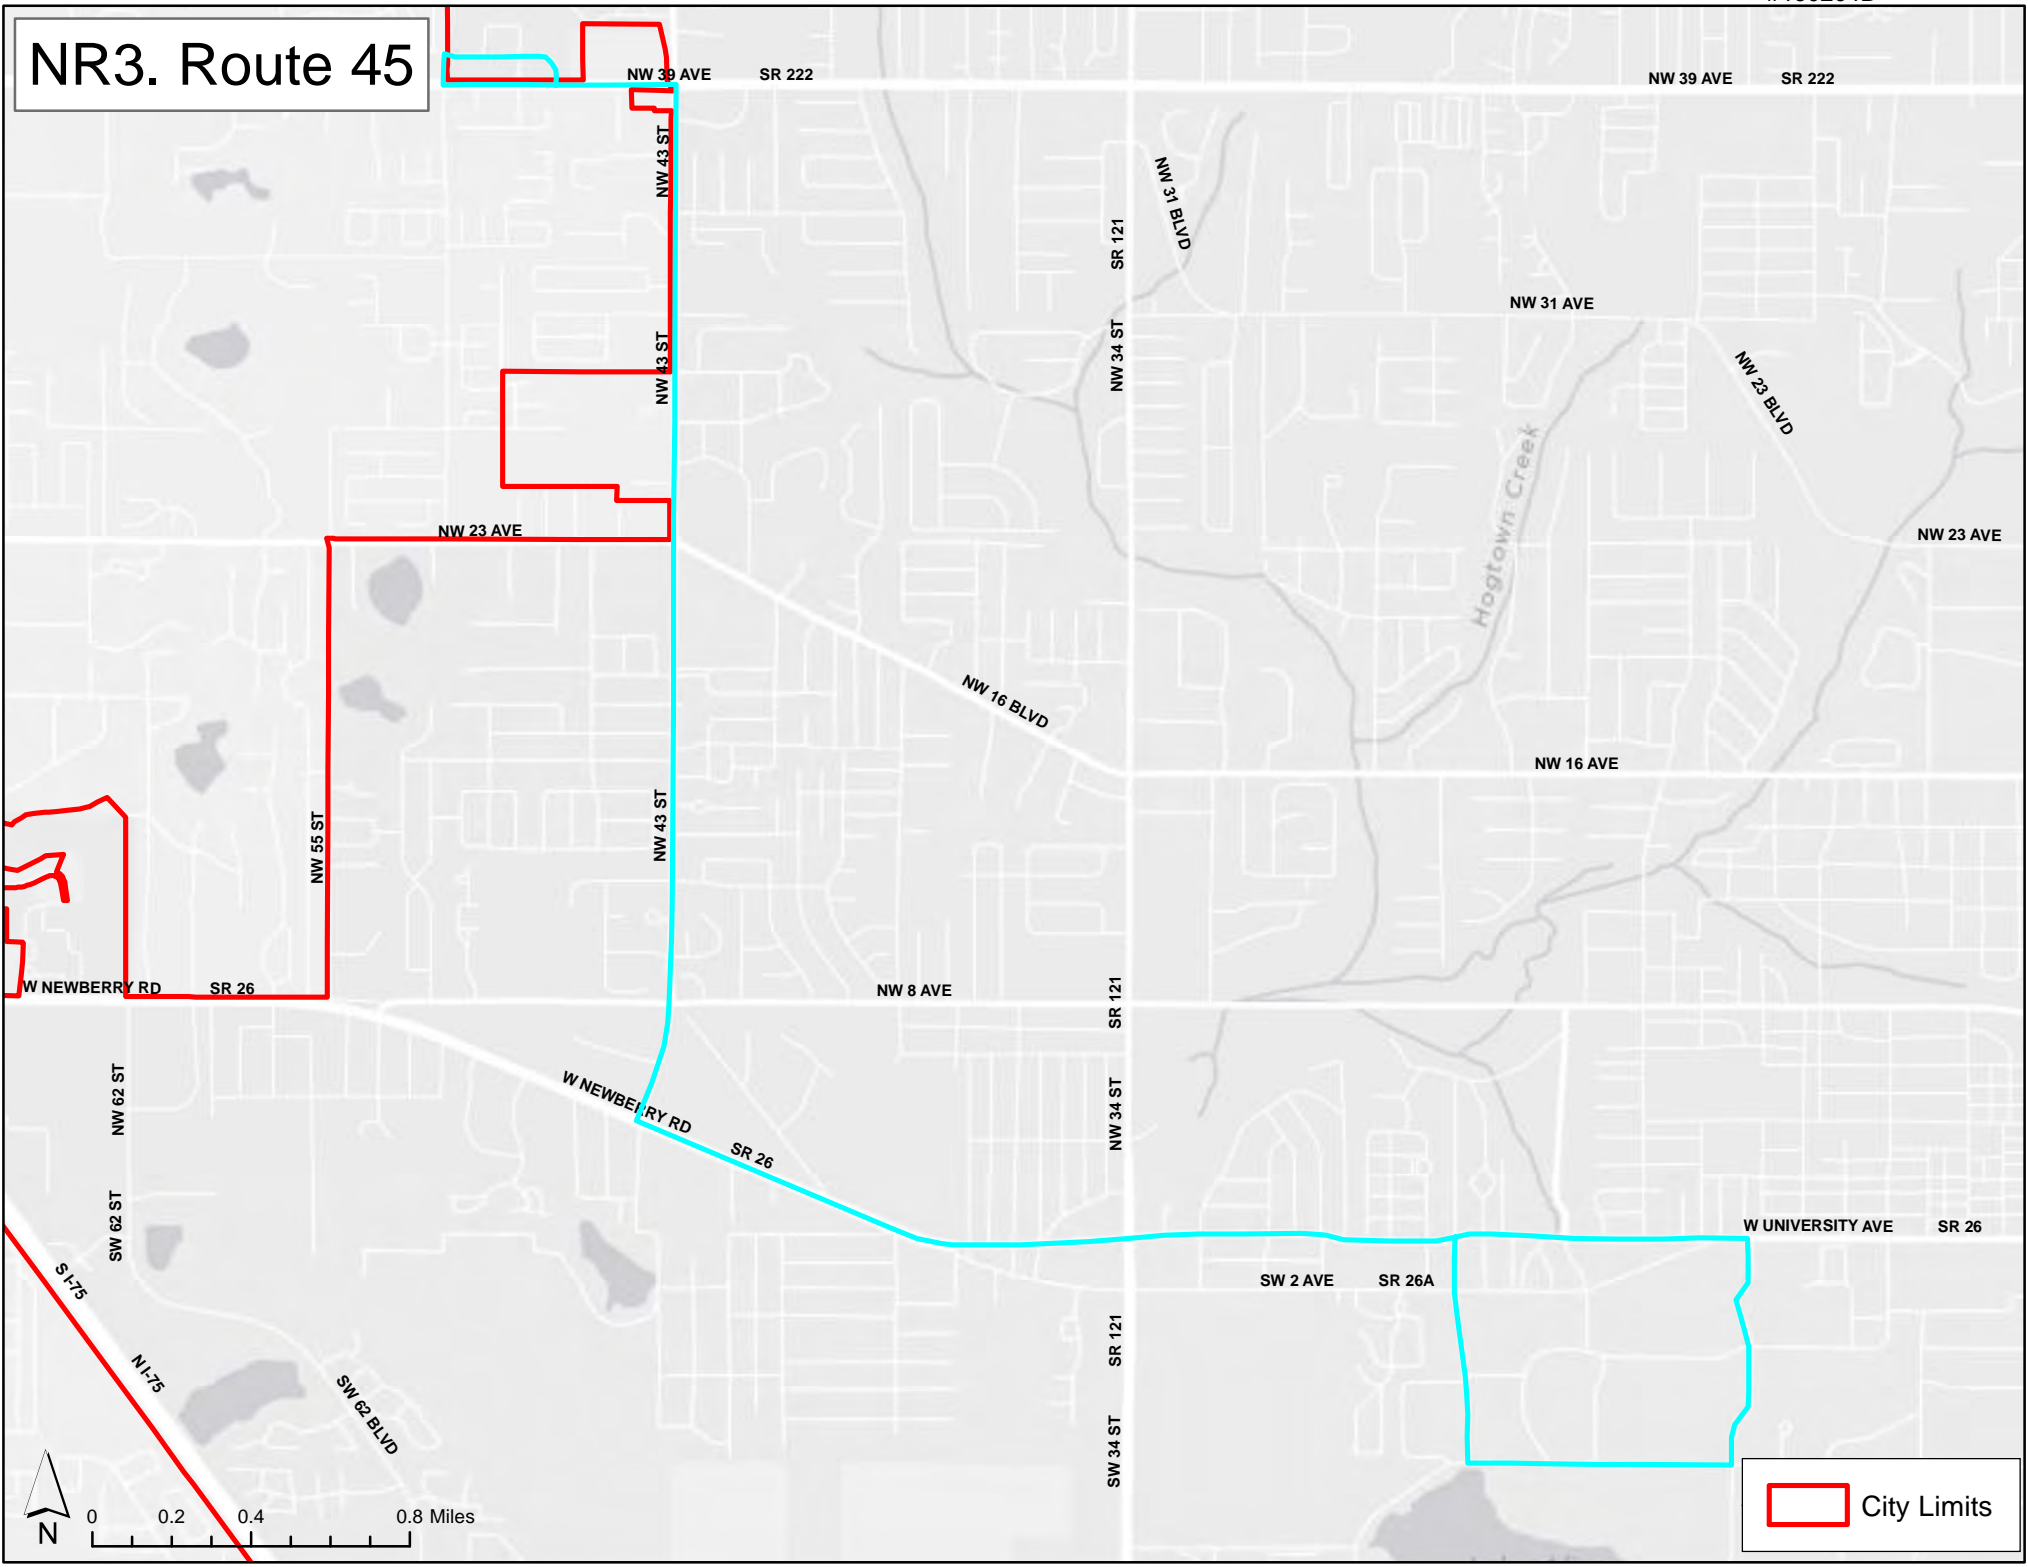 NR3. Route 45
NW 39 AVE SR 222
NW 39 AVE SR 222
NW 43 ST
NW 31 BLVD
SR 121
NW 31 AVE
NW 34 ST
NW 43 ST
NW 23 BLVD
Hogtown Creek
NW 23 AVE
NW 23 AVE
NW 16 BLVD
NW 16 AVE
NW 55 ST
NW 43 ST
W NEWBERRY RD SR 26
NW 8 AVE
SR 121
NW 62 ST
W NEWBERRY RD
SR 26
NW 34 ST
SW 62 ST
W UNIVERSITY AVE SR 26
S I-75
SW 2 AVE SR 26A
SR 121
N I-75
SW 62 BLVD
SW 34 ST
N
0 0.2 0.4 0.8 Miles
City Limits